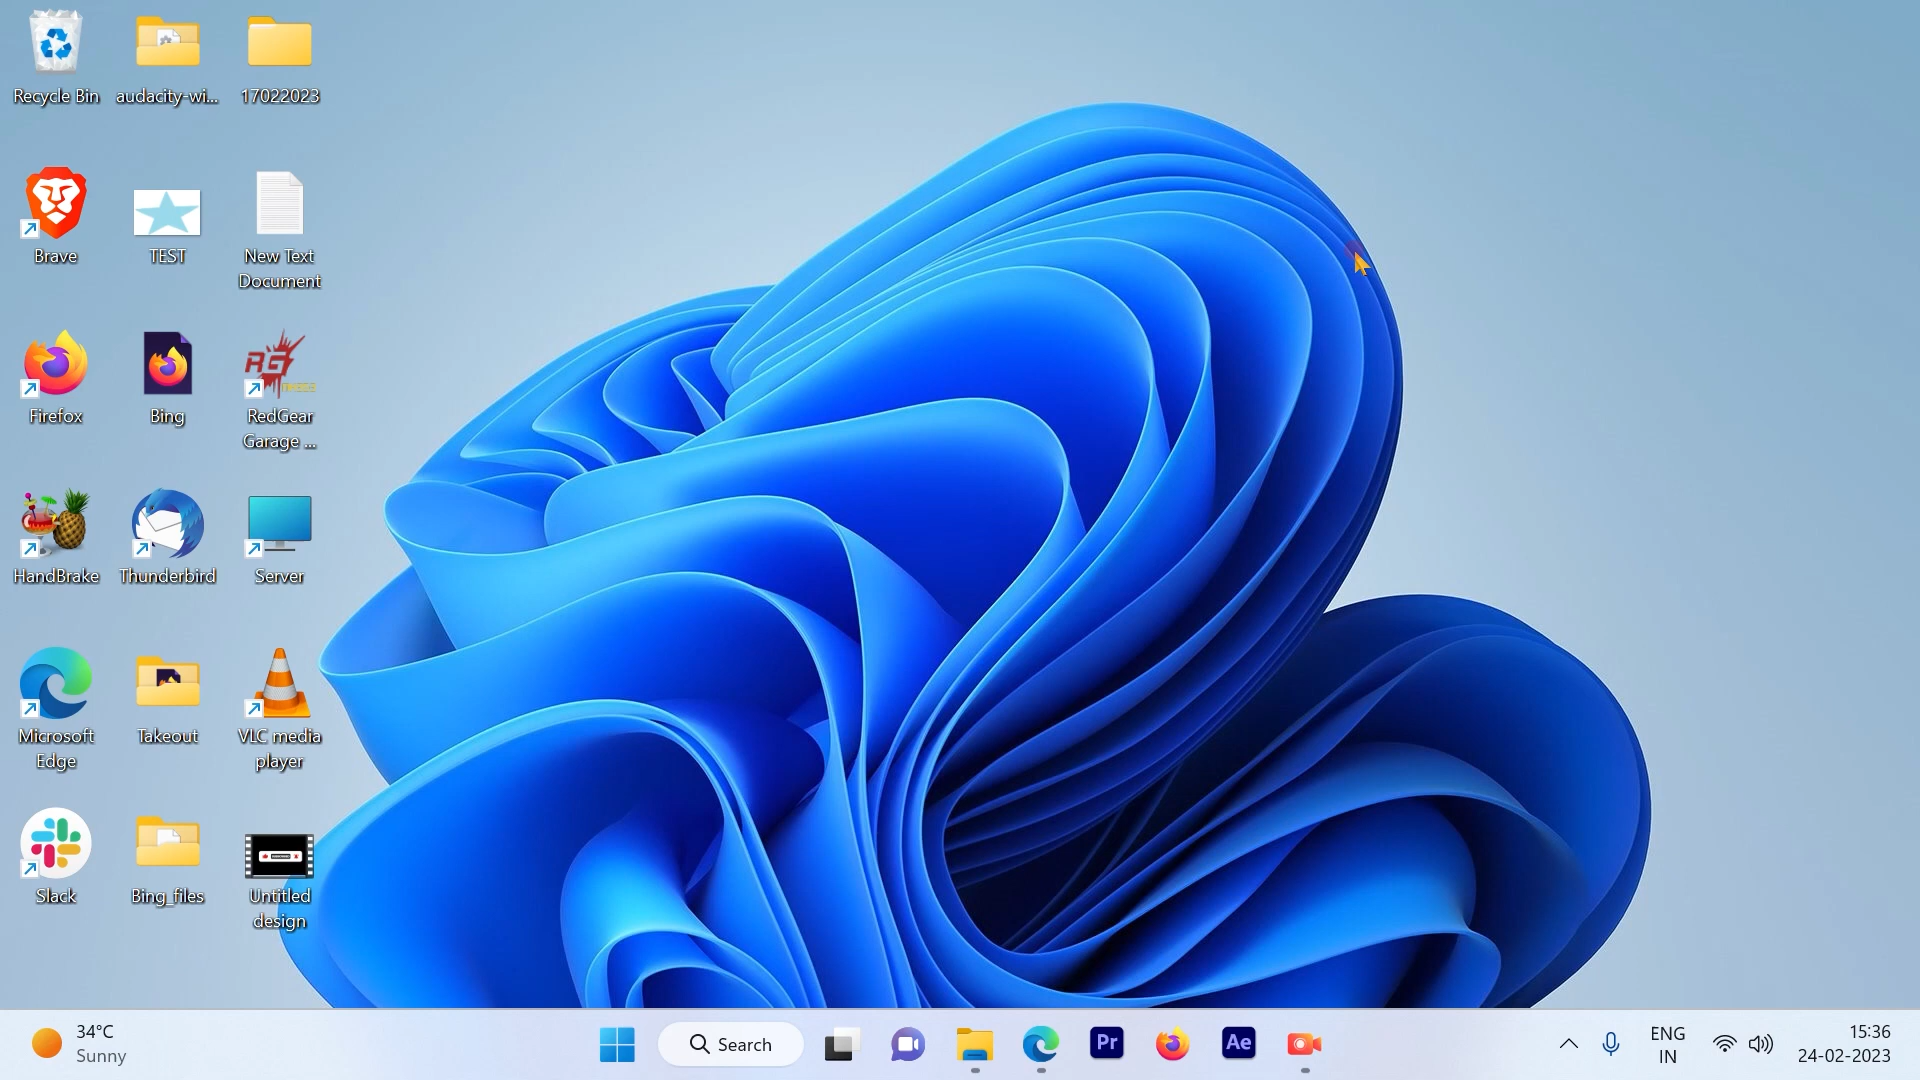 Recycle Bin
audacity-wi...
17022023
Brave
TEST
New Text
Document
Firefox
Bing
RedGear
Garage ...
HandBrake
Thunderbird
Server
Microsoft
Edge
Takeout
VLC media
player
Slack
Bing_files
Untitled
design
34°C
Sunny
Search
Pr
Ae
ENG
IN
15:36
24-02-2023